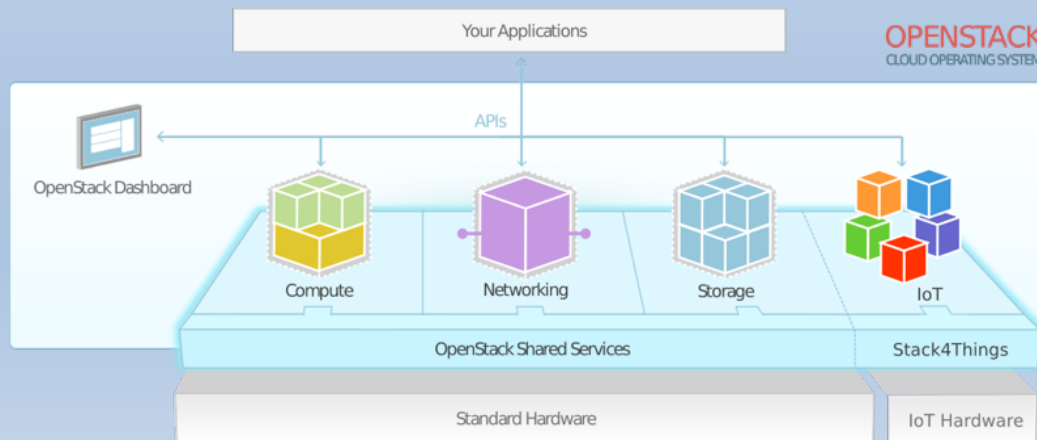 Your Applications
OPENSTACK
CLOUD OPERATING SYSTEM
APIs
OpenStack Dashboard
Compute
Networking
Storage
IoT
OpenStack Shared Services
Stack4Things
Standard Hardware
IoT Hardware